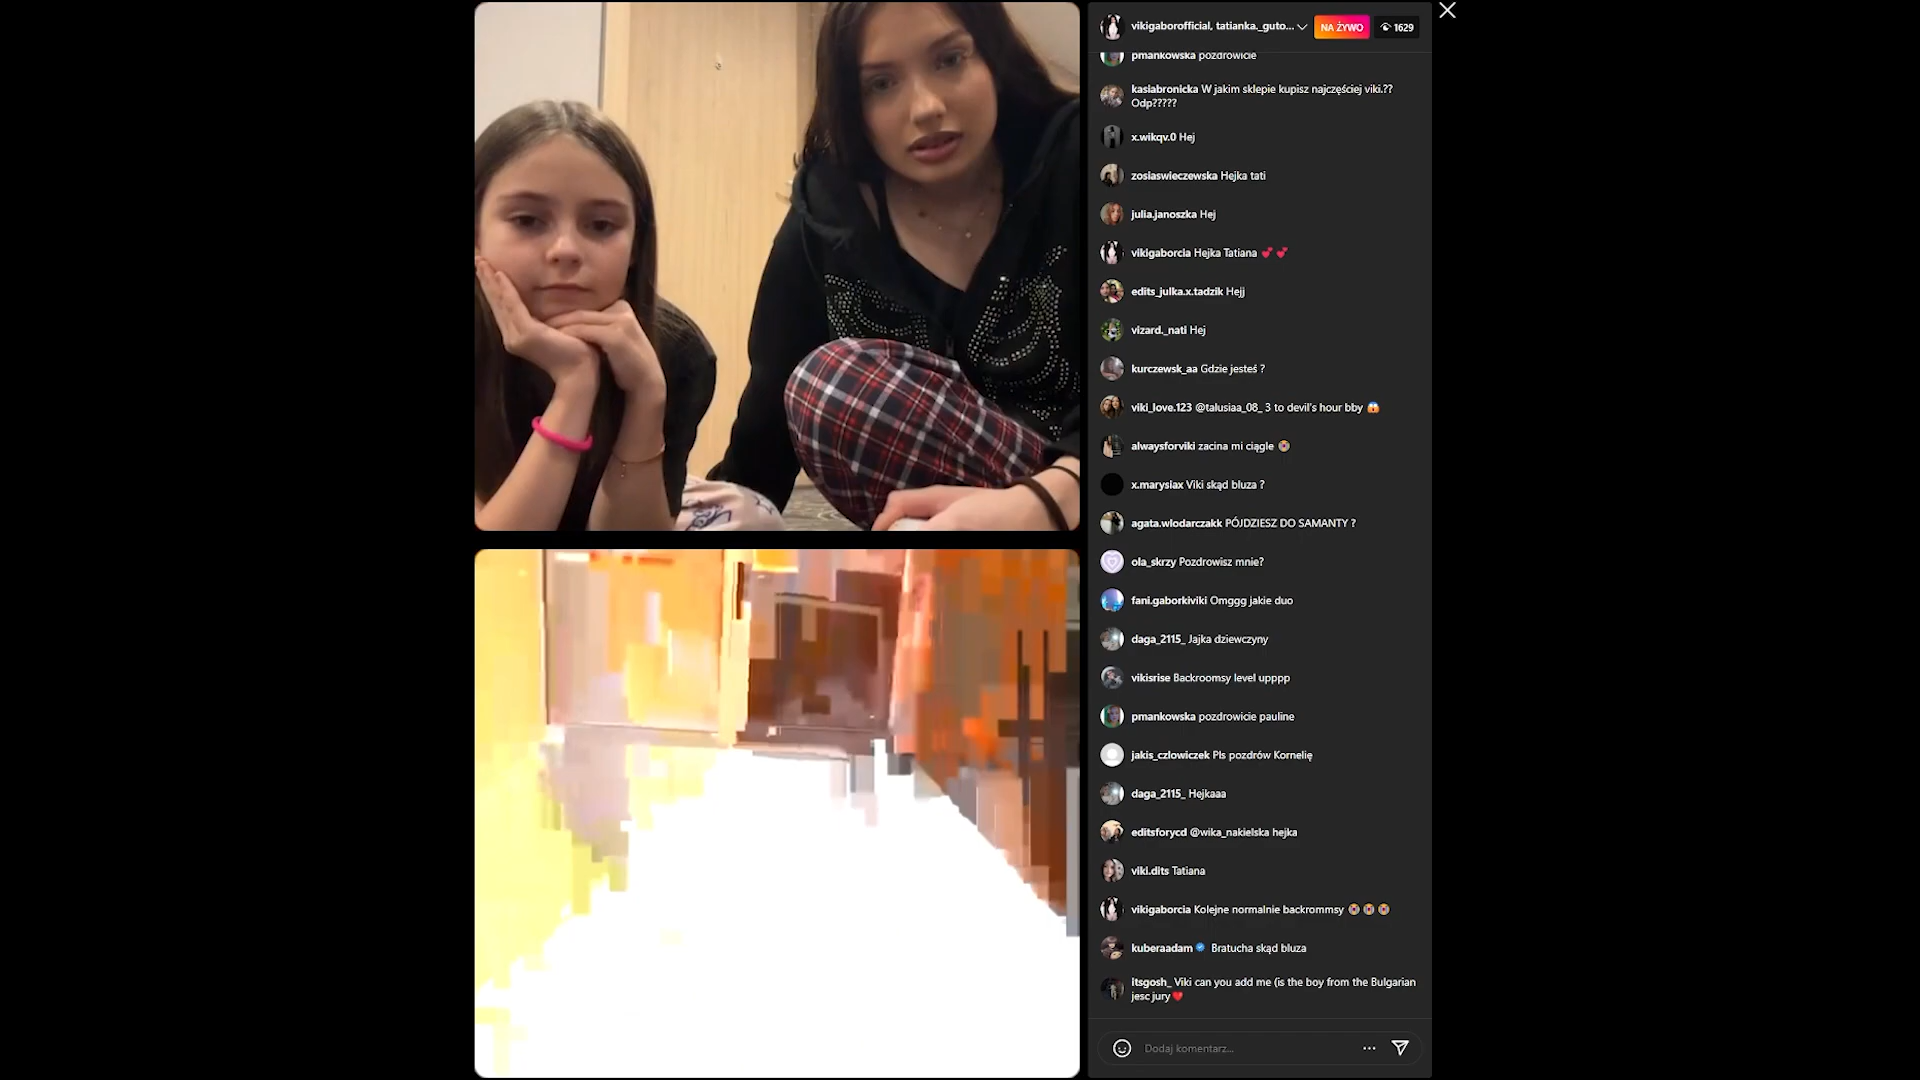 vikigaborofficial, tatianka._guto...
NA ŻYWO
1629
pmankowska pozdrowicie
kasiabronicka W jakim sklepie kupisz najczęściej viki.??
Odp?????
x.wikqv.0 Hej
zosiaswieczewska Hejka tati
julia.janoszka Hej
vikigaborcia Hejka Tatiana 💕 💕
edits_julka.x.tadzik Hejj
vizard._nati Hej
kurczewsk_aa Gdzie jesteś ?
viki_love.123 @talusiaa_08_ 3 to devil's hour bby 😱
alwaysforviki zacina mi ciągle 😭
x.marysiax Viki skąd bluza ?
agata.wlodarczakk PÓJDZIESZ DO SAMANTY ?
ola_skrzy Pozdrowisz mnie?
fani.gaborkiviki Omggg jakie duo
daga_2115_ Jajka dziewczyny
vikisrise Backroomsy level upppp
pmankowska pozdrowicie pauline
jakis_czlowiczek Pls pozdrów Kornelię
daga_2115_ Hejkaaa
editsforycd @wika_nakielska hejka
viki.dits Tatiana
vikigaborcia Kolejne normalnie backrommsy 😭 😭 😭
kuberaadam Bratucha skąd bluza
itsgosh_ Viki can you add me (is the boy from the Bulgarian
jesc jury❤️
Dodaj komentarz...